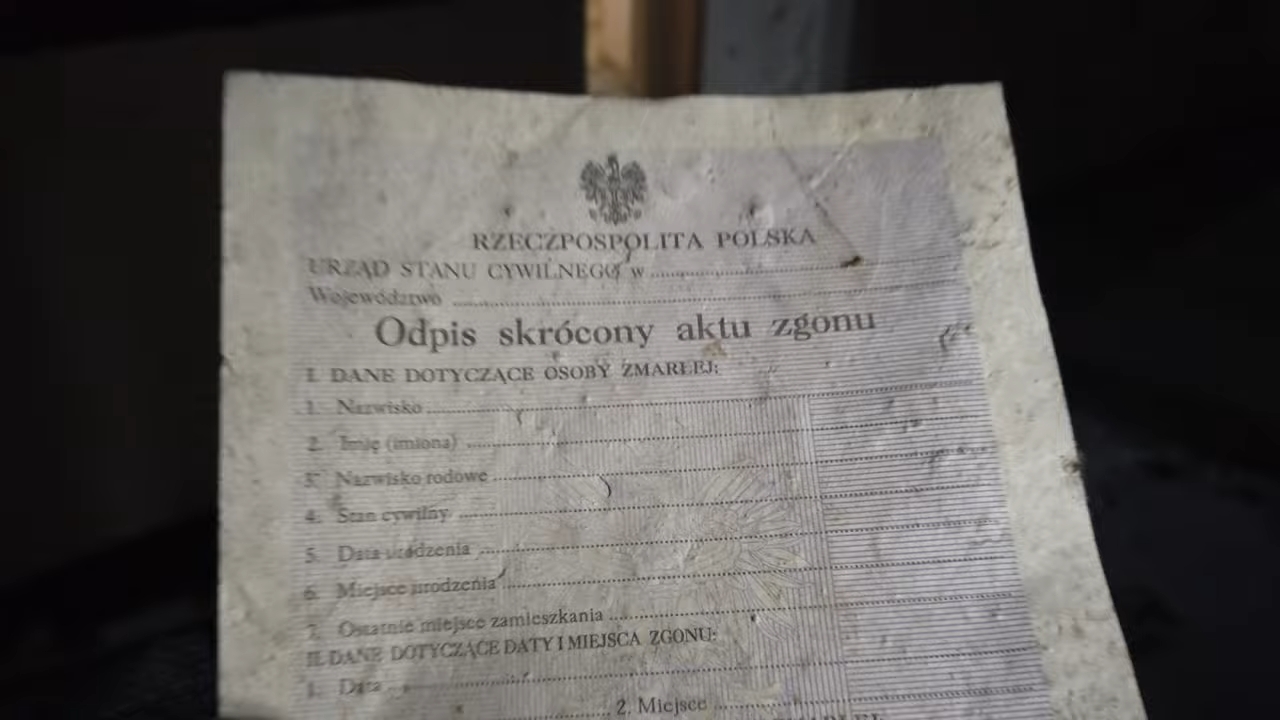 RZECZPOSPOLITA POLSKA
URZĄD STANU CYWILNEGO w
Województwo
Odpis skrócony aktu zgonu
I. DANE DOTYCZĄCE OSOBY ZMARŁEJ:
1. Nazwisko
2. Imię (imiona)
3. Nazwisko rodowe
4. Stan cywilny
5. Data urodzenia
6. Miejsce urodzenia
7. Ostatnie miejsce zamieszkania
II. DANE DOTYCZĄCE DATY I MIEJSCA ZGONU:
1. Data
2. Miejsce